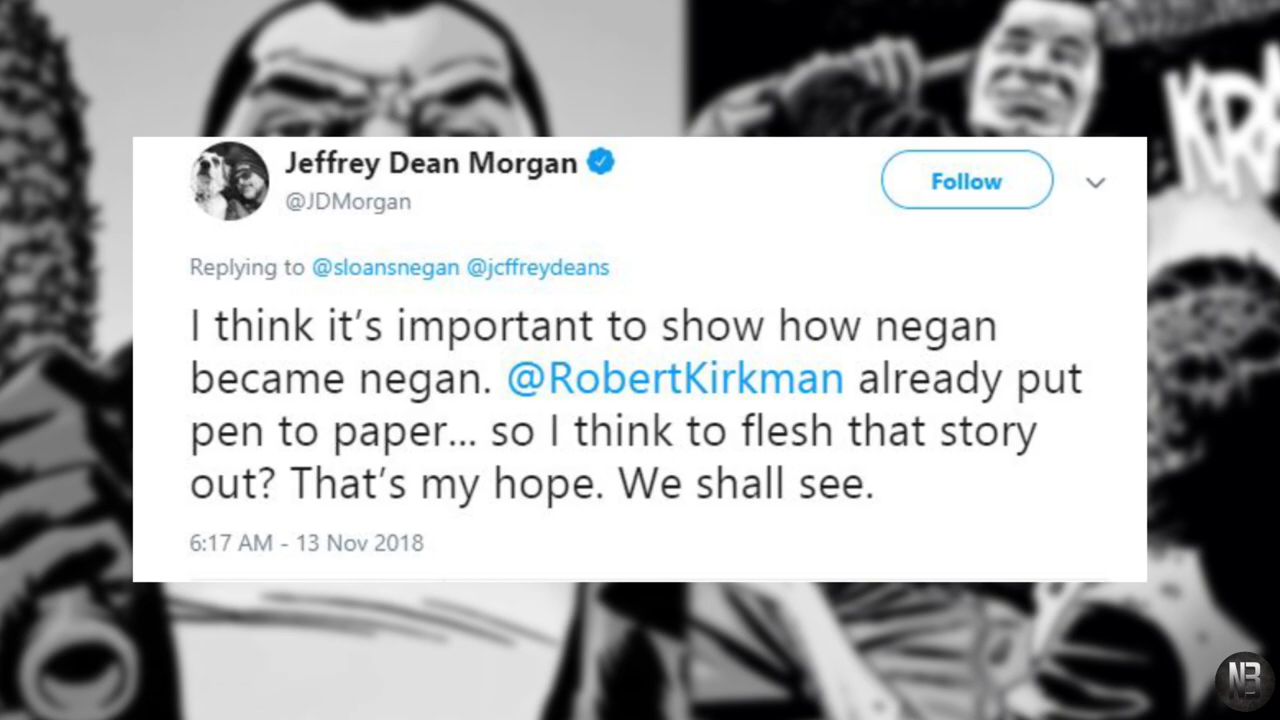 Jeffrey Dean Morgan
@JDMorgan
Follow
Replying to @sloansnegan @jcffreydeans
I think it's important to show how negan
became negan. @RobertKirkman already put
pen to paper... so I think to flesh that story
out? That's my hope. We shall see.
6:17 AM - 13 Nov 2018
NB